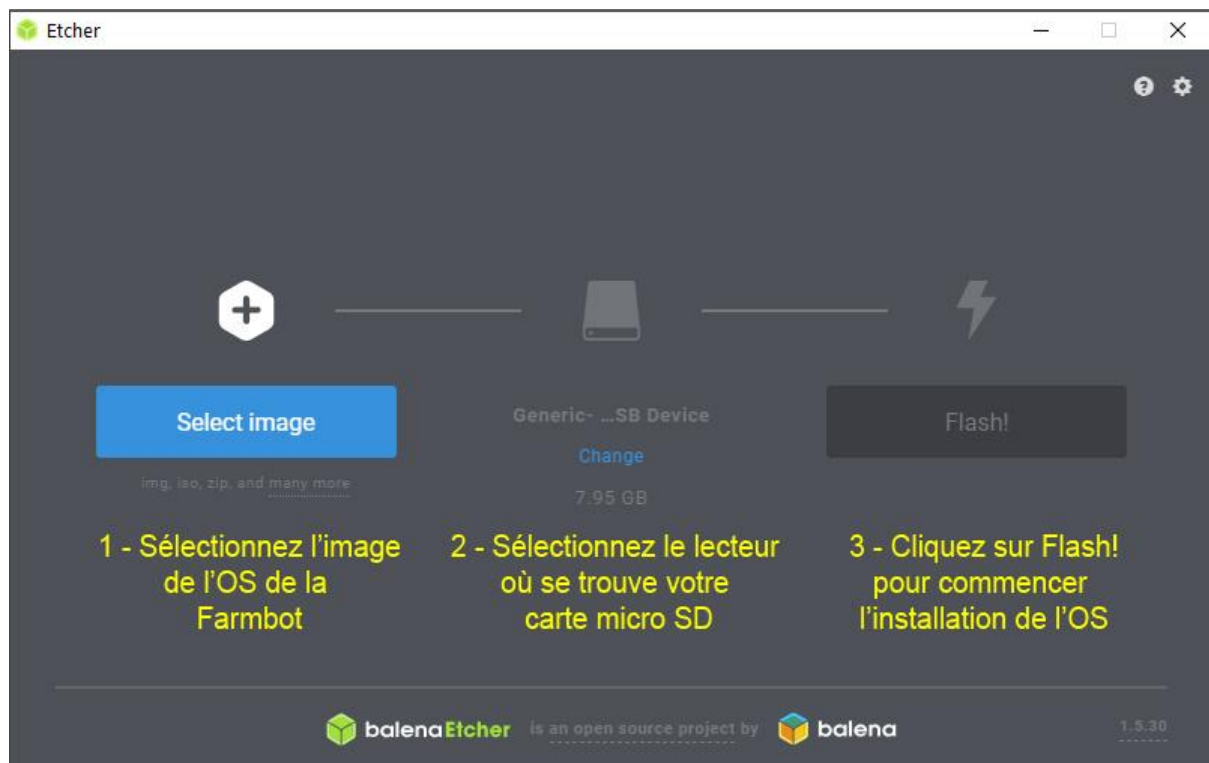 Etcher
Select image
img, iso, zip, and many more
Generic- ...SB Device
Change
7.95 GB
Flash!
1 - Sélectionnez l'image
de l'OS de la
Farmbot
2 - Sélectionnez le lecteur
où se trouve votre
carte micro SD
3 - Cliquez sur Flash!
pour commencer
l'installation de l'OS
balenaEtcher is an open source project by balena
1.5.30